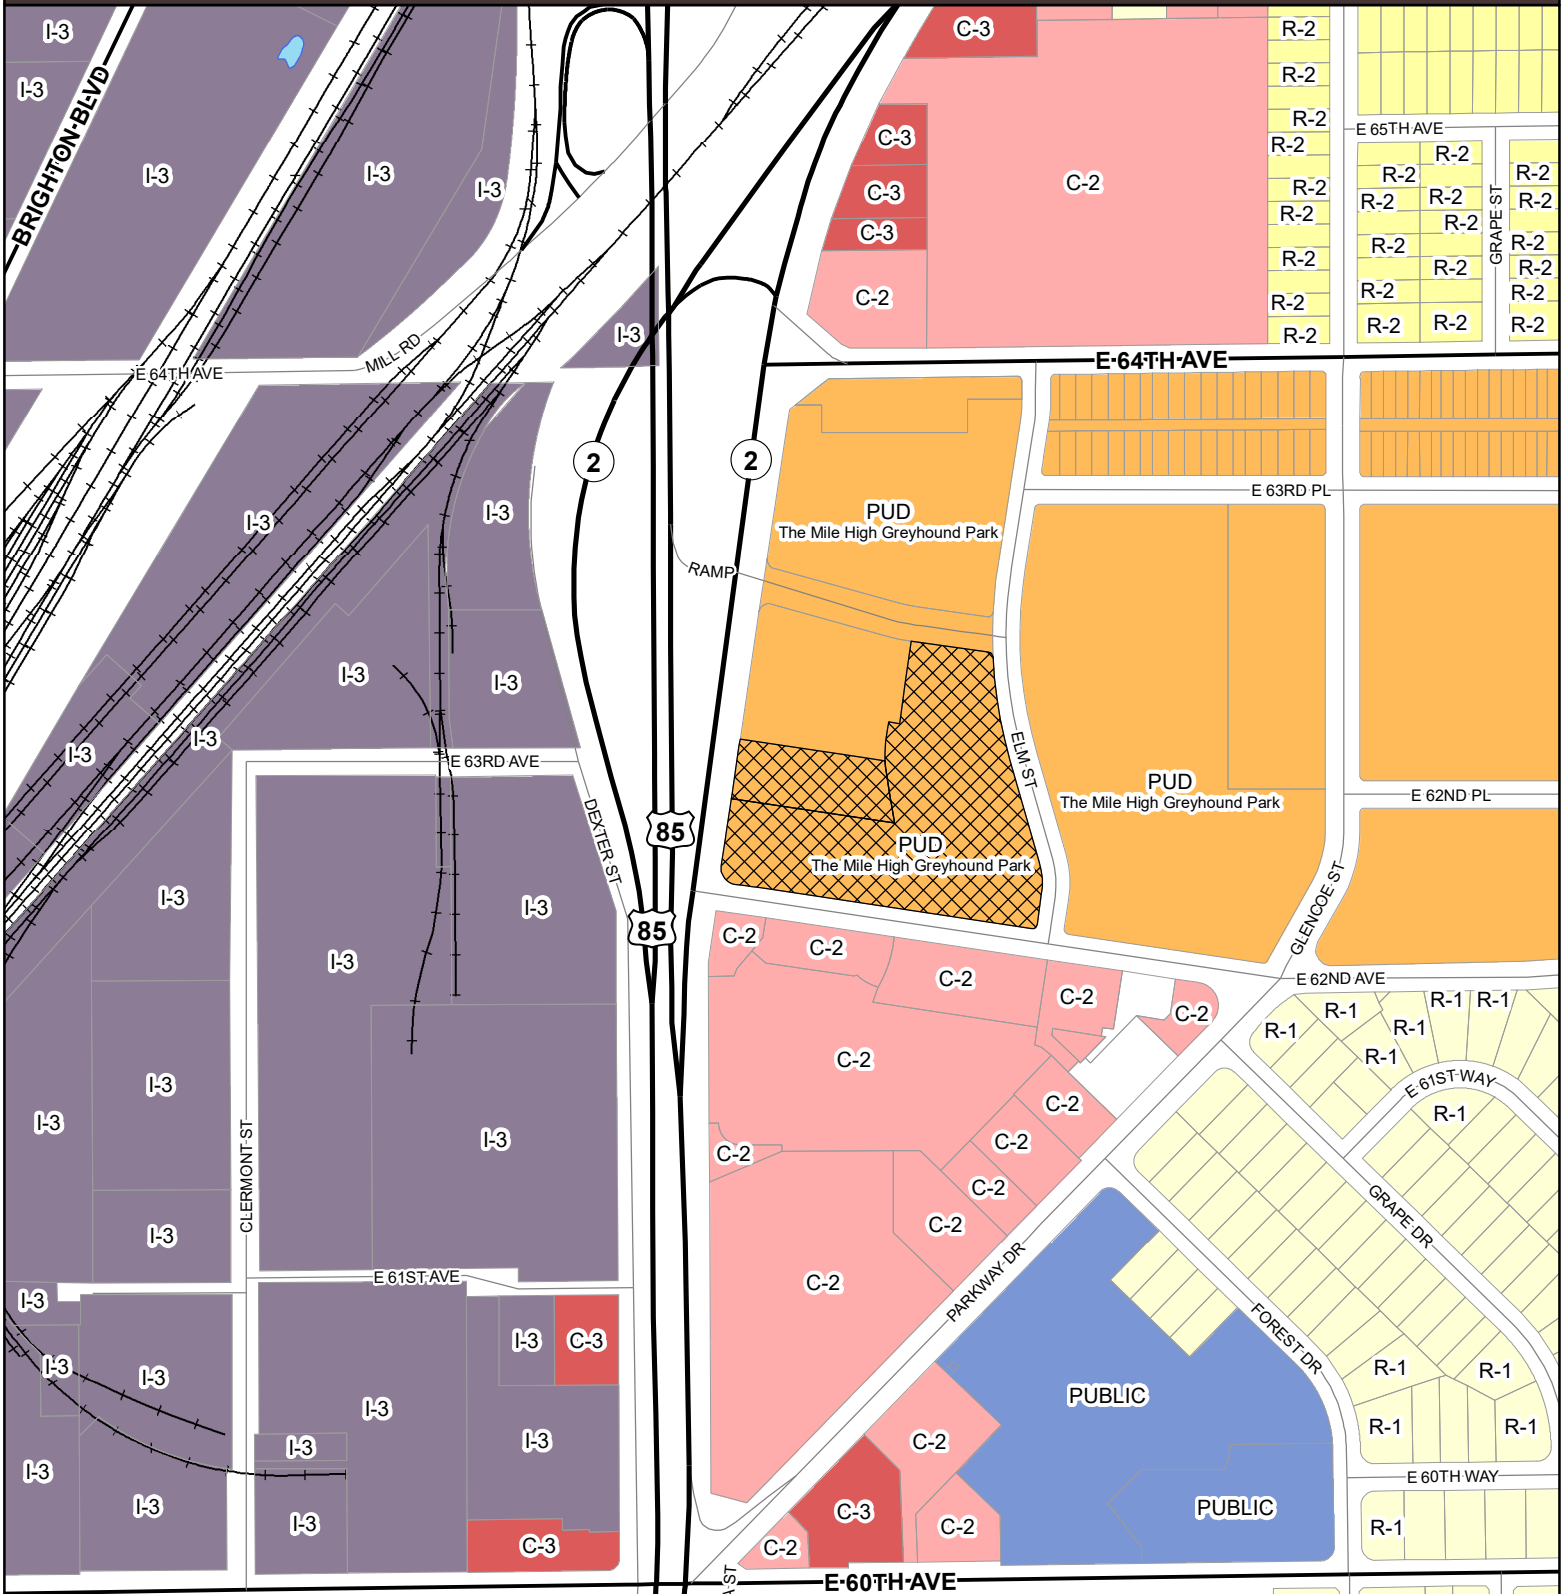 I-3
C-3
R-2
I-3
R-2
BRIGHTON BLVD
R-2
E 65TH AVE
C-3
R-2
R-2
I-3
I-3
I-3
C-2
R-2
R-2
C-3
R-2
R-2
R-2
R-2
GRAPE ST
R-2
R-2
C-3
R-2
R-2
R-2
R-2
R-2
R-2
C-2
R-2
R-2
R-2
I-3
R-2
R-2
R-2
R-2
MILL RD
E 64TH AVE
E 64TH AVE
2
2
E 63RD PL
I-3
I-3
PUD
The Mile High Greyhound Park
RAMP
I-3
I-3
I-3
I-3
E 63RD AVE
ELM ST
PUD
The Mile High Greyhound Park
E 62ND PL
DEXTER ST
85
PUD
The Mile High Greyhound Park
I-3
I-3
85
GLENCOE ST
C-2
C-2
I-3
C-2
E 62ND AVE
C-2
C-2
R-1
R-1
R-1
R-1
R-1
R-1
C-2
I-3
E 61ST WAY
C-2
R-1
I-3
CLERMONT ST
I-3
C-2
C-2
C-2
GRAPE DR
I-3
C-2
E 61ST AVE
C-2
PARKWAY DR
I-3
I-3
C-3
FOREST DR
I-3
I-3
R-1
R-1
PUBLIC
I-3
I-3
I-3
C-2
R-1
R-1
I-3
E 60TH WAY
I-3
I-3
C-3
PUBLIC
I-3
C-2
R-1
C-3
C-2
E 60TH AVE
ST